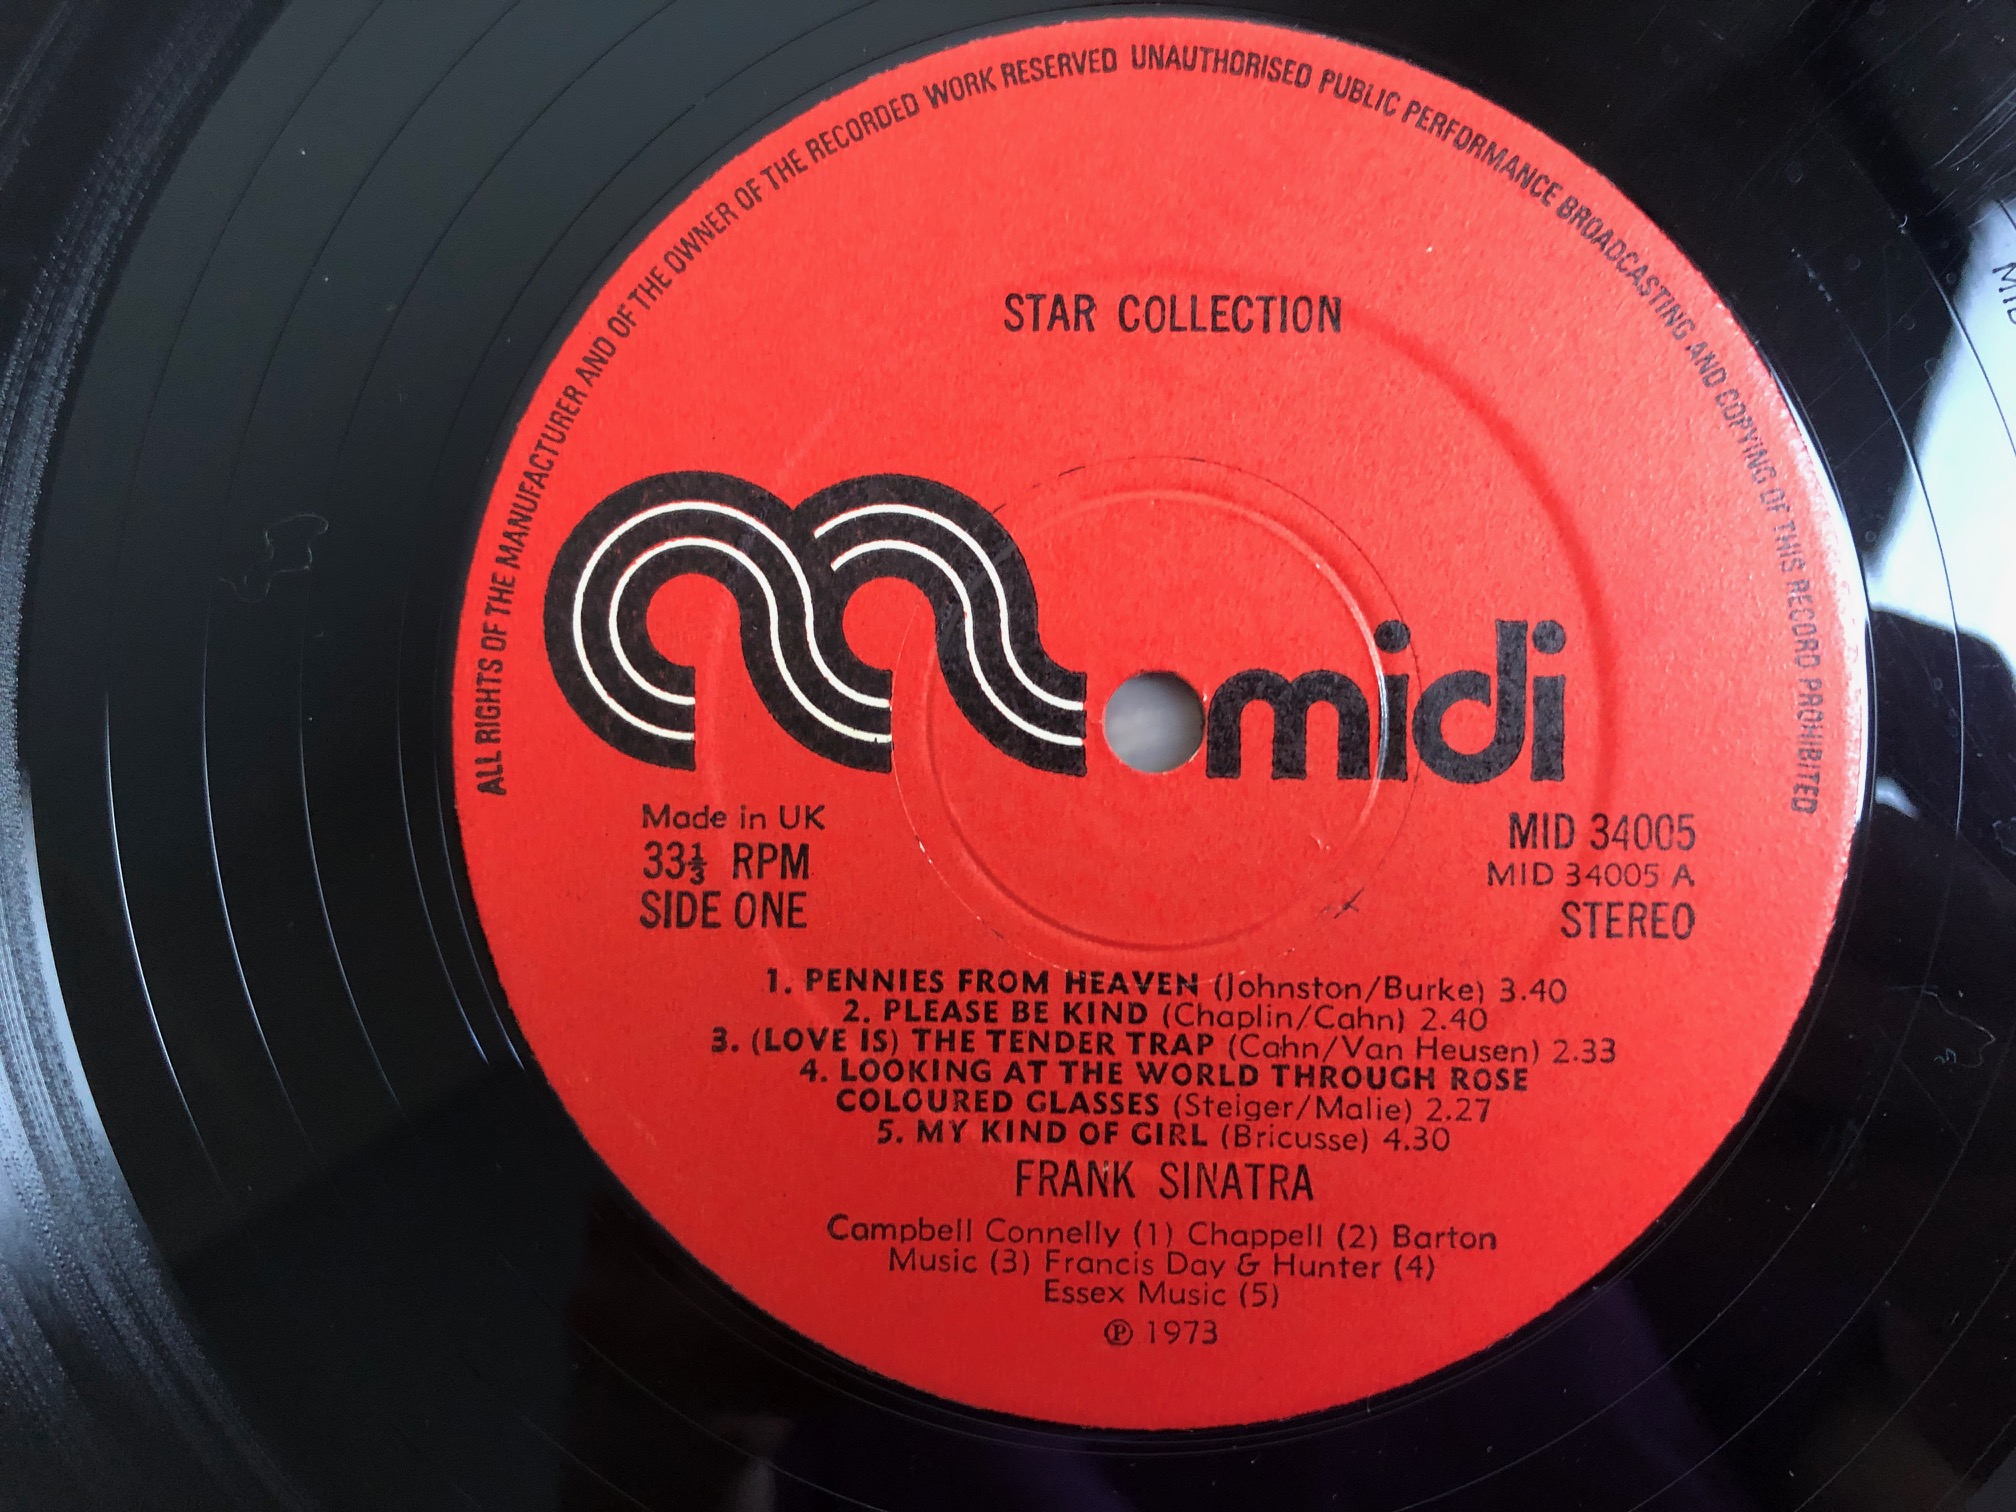 ALL RIGHTS OF THE MANUFACTURER AND OF THE OWNER OF THE RECORDED WORK RESERVED UNAUTHORISED PUBLIC PERFORMANCE BROADCASTING AND COPYING OF THIS RECORD PROHIBITED
STAR COLLECTION
midi
Made in UK
33⅓ RPM
SIDE ONE
MID 34005
MID 34005 A
STEREO
1. PENNIES FROM HEAVEN (Johnston/Burke) 3.40
2. PLEASE BE KIND (Chaplin/Cahn) 2.40
3. (LOVE IS) THE TENDER TRAP (Cahn/Van Heusen) 2.33
4. LOOKING AT THE WORLD THROUGH ROSE
COLOURED GLASSES (Steiger/Malie) 2.27
5. MY KIND OF GIRL (Bricusse) 4.30
FRANK SINATRA
Campbell Connelly (1) Chappell (2) Barton
Music (3) Francis Day & Hunter (4)
Essex Music (5)
℗ 1973